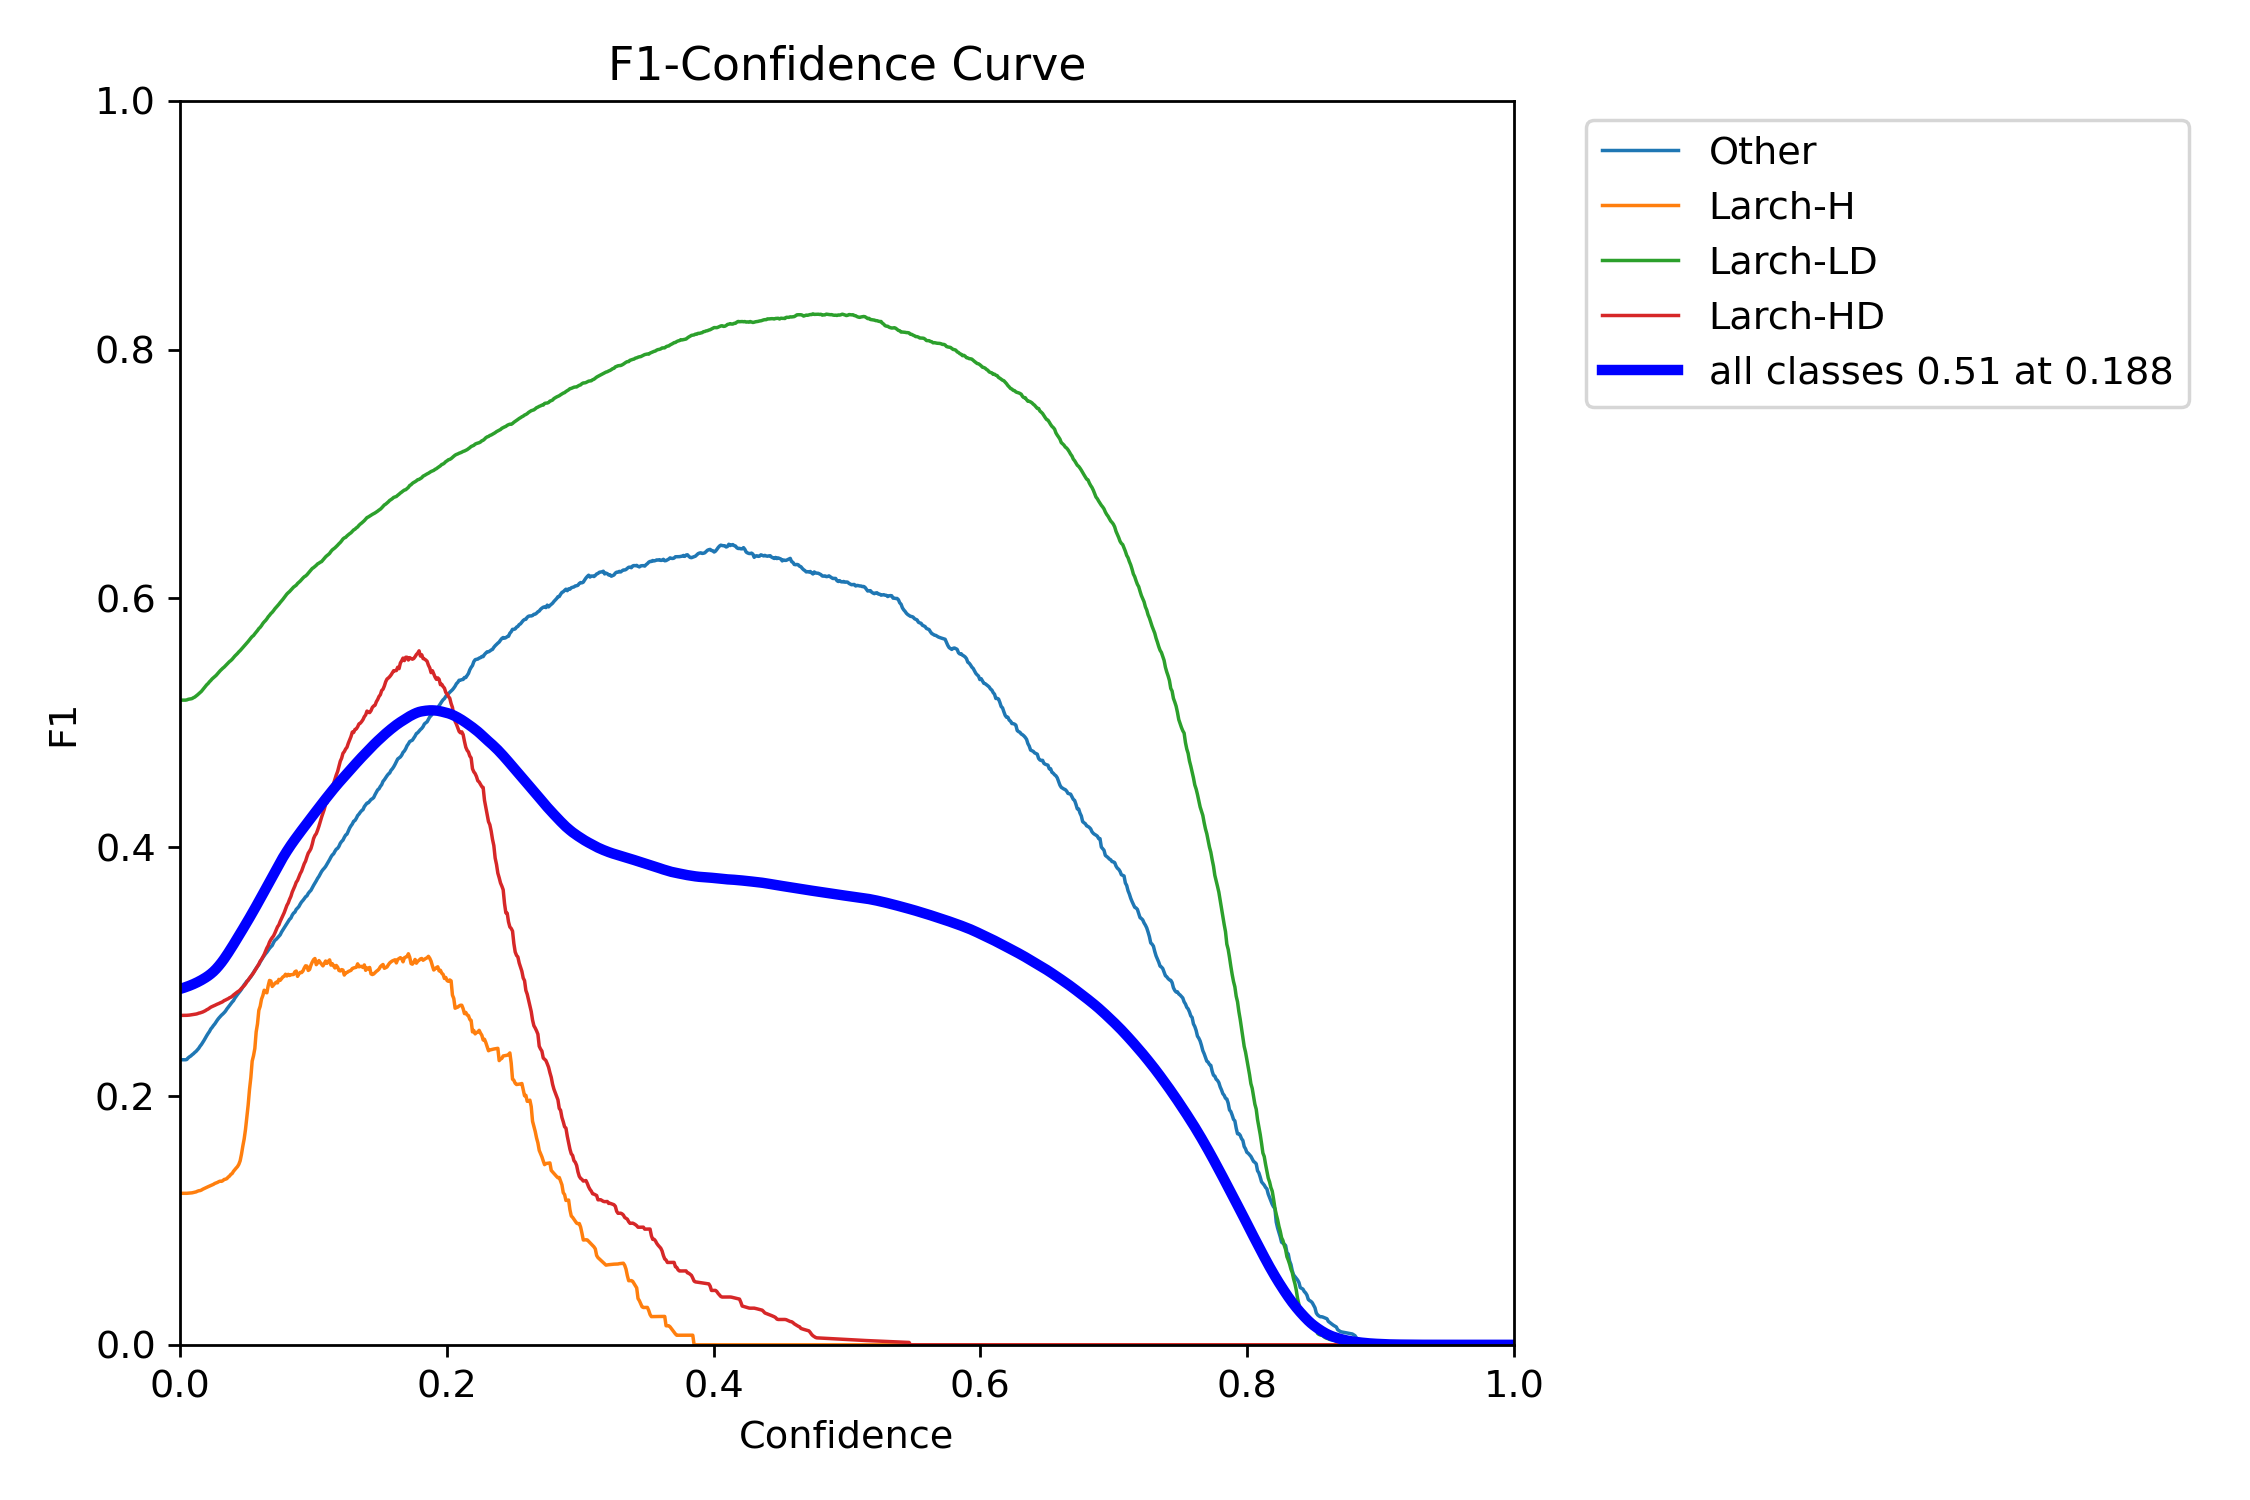 F1-Confidence Curve
1.0
0.8
0.6
0.4
0.2
0.0
F1
0.0 0.2 0.4 0.6 0.8 1.0
Confidence
Other
Larch-H
Larch-LD
Larch-HD
all classes 0.51 at 0.188